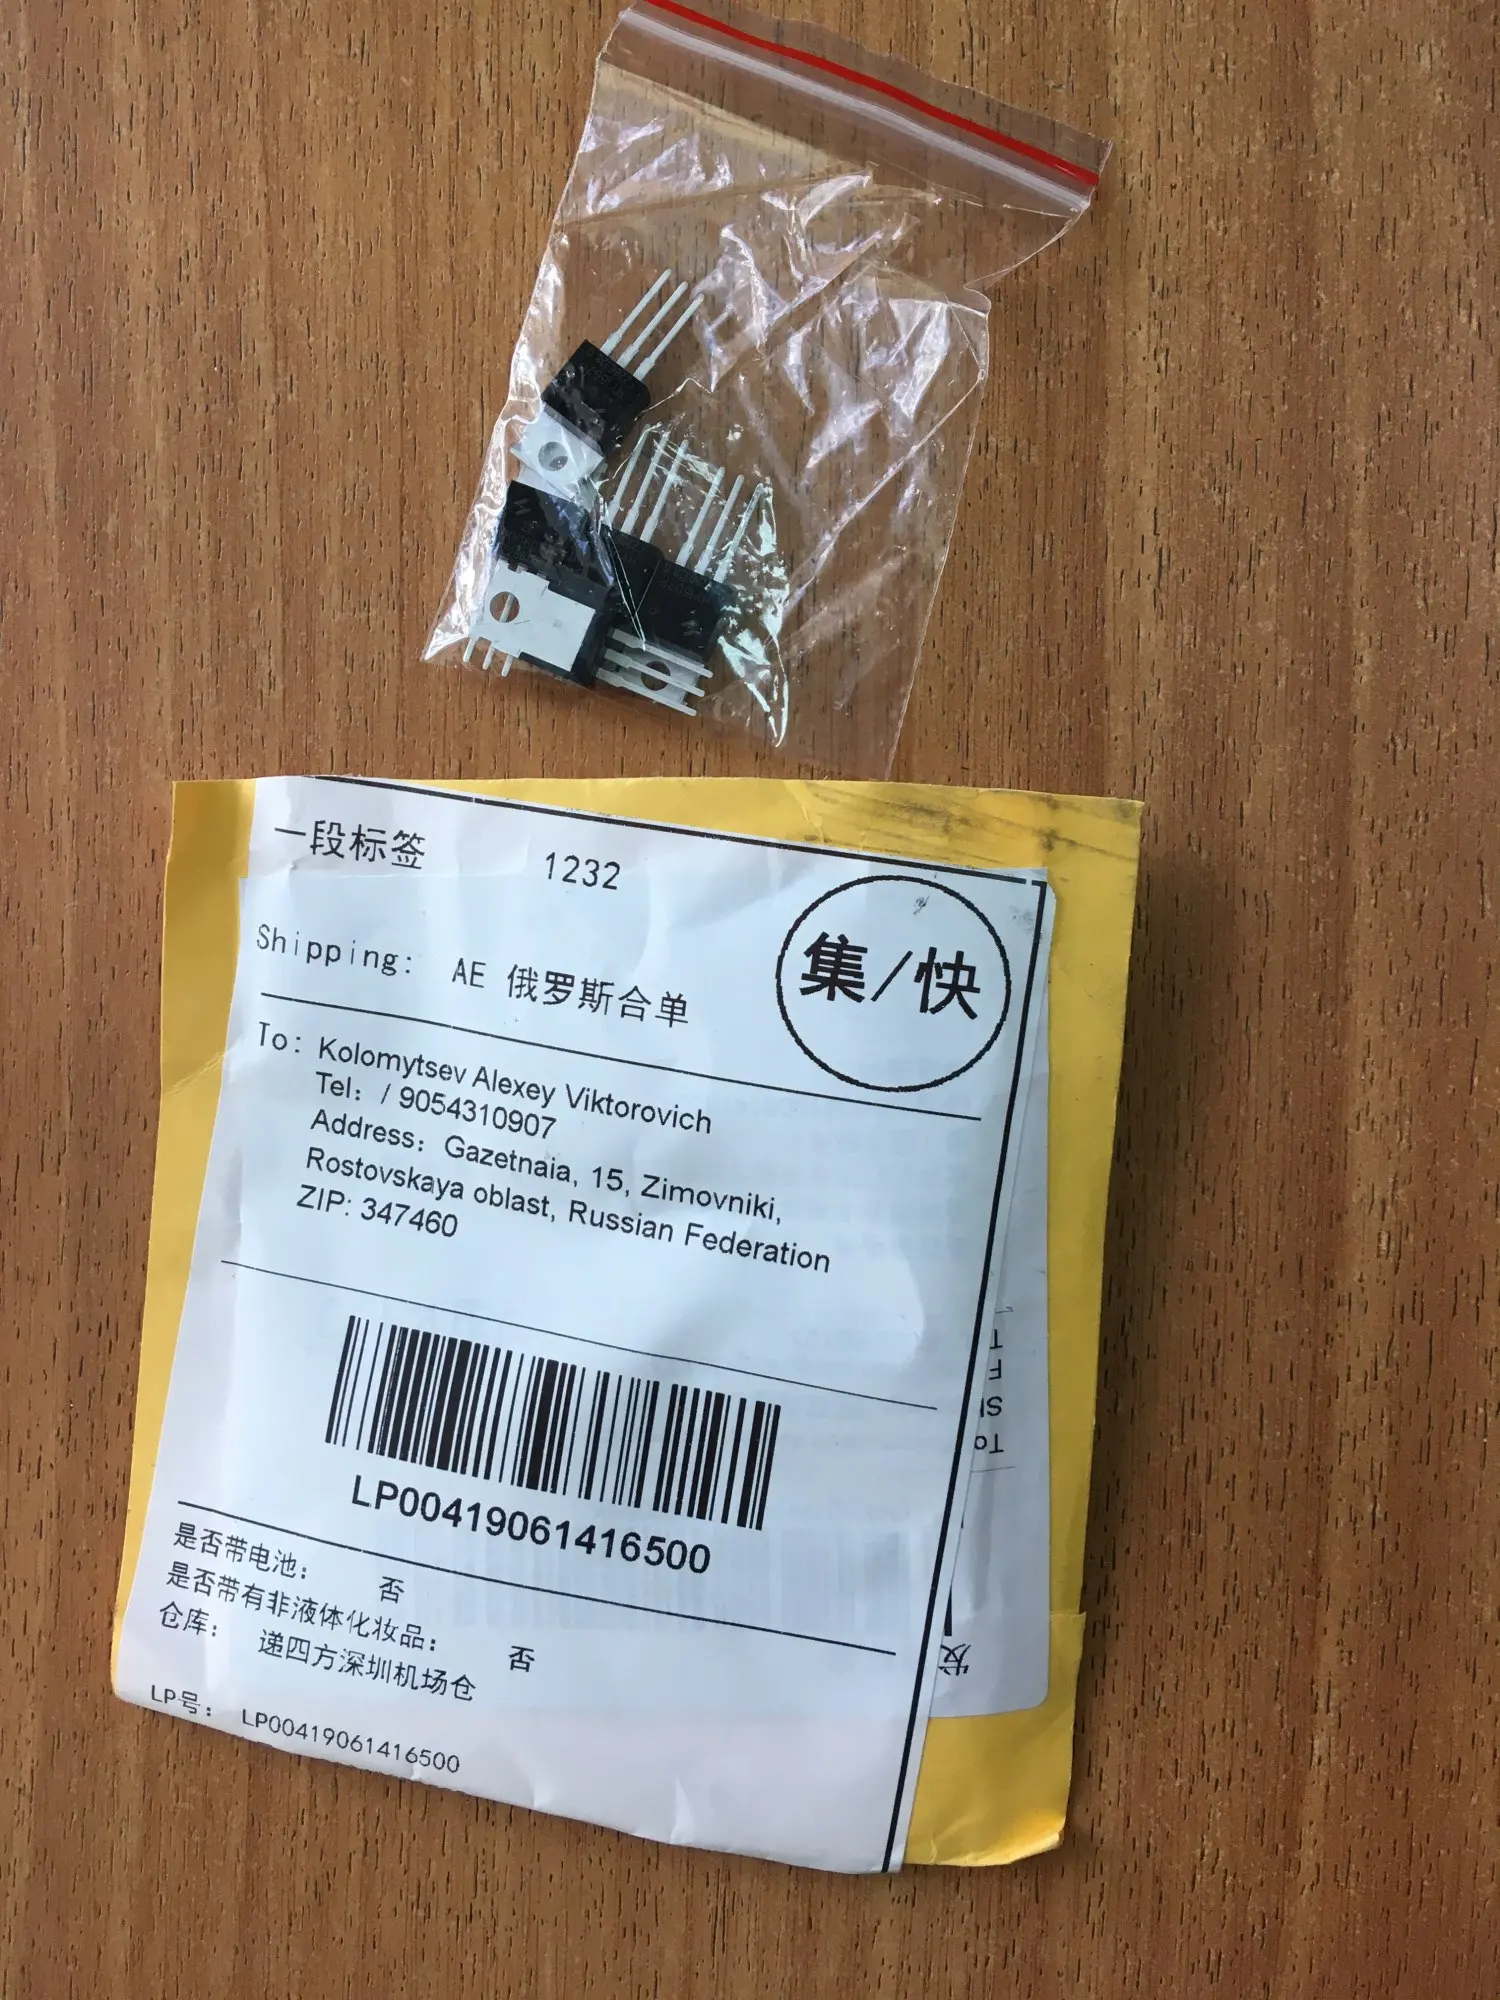 一段标签 1232
集/快
Shipping: AE 俄罗斯合单
To: Kolomytsev Alexey Viktorovich
Tel: / 9054310907
Address: Gazetnaia, 15, Zimovniki,
Rostovskaya oblast, Russian Federation
ZIP: 347460
LP00419061416500
是否带电池: 否
是否带有非液体化妆品: 否
仓库: 递四方深圳机场仓
LP号: LP00419061416500
To
发